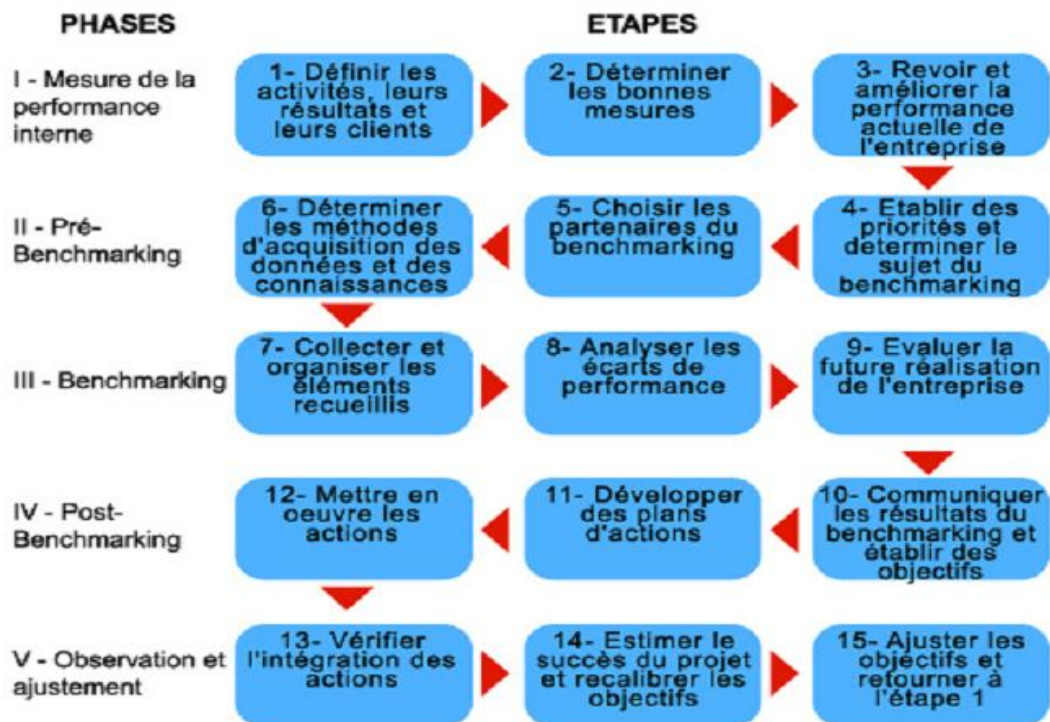 PHASES
ETAPES
I - Mesure de la
performance
interne
1- Définir les
activités, leurs
résultats et
leurs clients
2- Déterminer
les bonnes
mesures
3- Revoir et
améliorer la
performance
actuelle de
l'entreprise
II - Pré-
Benchmarking
6- Déterminer
les méthodes
d'acquisition des
données et des
connaissances
5- Choisir les
partenaires du
benchmarking
4- Etablir des
priorités et
determiner le
sujet du
benchmarking
III - Benchmarking
7- Collecter et
organiser les
éléments
recueillis
8- Analyser les
écarts de
performance
9- Evaluer la
future réalisation
de l'entreprise
IV - Post-
Benchmarking
12- Mettre en
oeuvre les
actions
11- Développer
des plans
d'actions
10- Communiquer
les résultats du
benchmarking et
établir des
objectifs
V - Observation et
ajustement
13- Vérifier
l'intégration des
actions
14- Estimer le
succès du projet
et recalibrer les
objectifs
15- Ajuster les
objectifs et
retourner à
l'étape 1